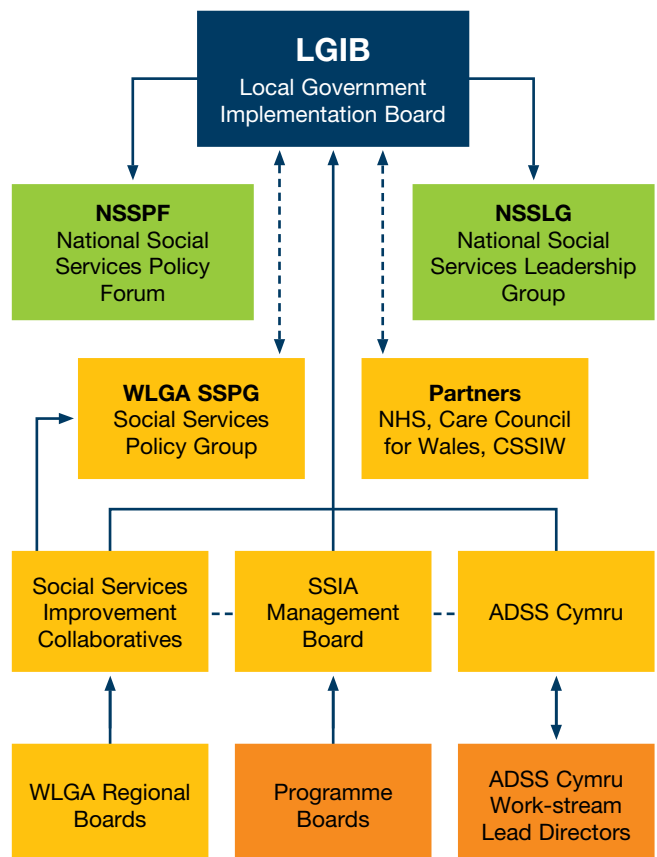 LGIB
Local Government
Implementation Board
NSSPF
National Social
Services Policy
Forum
NSSLG
National Social
Services Leadership
Group
WLGA SSPG
Social Services
Policy Group
Partners
NHS, Care Council
for Wales, CSSIW
Social Services
Improvement
Collaboratives
SSIA
Management
Board
ADSS Cymru
WLGA Regional
Boards
Programme
Boards
ADSS Cymru
Work-stream
Lead Directors